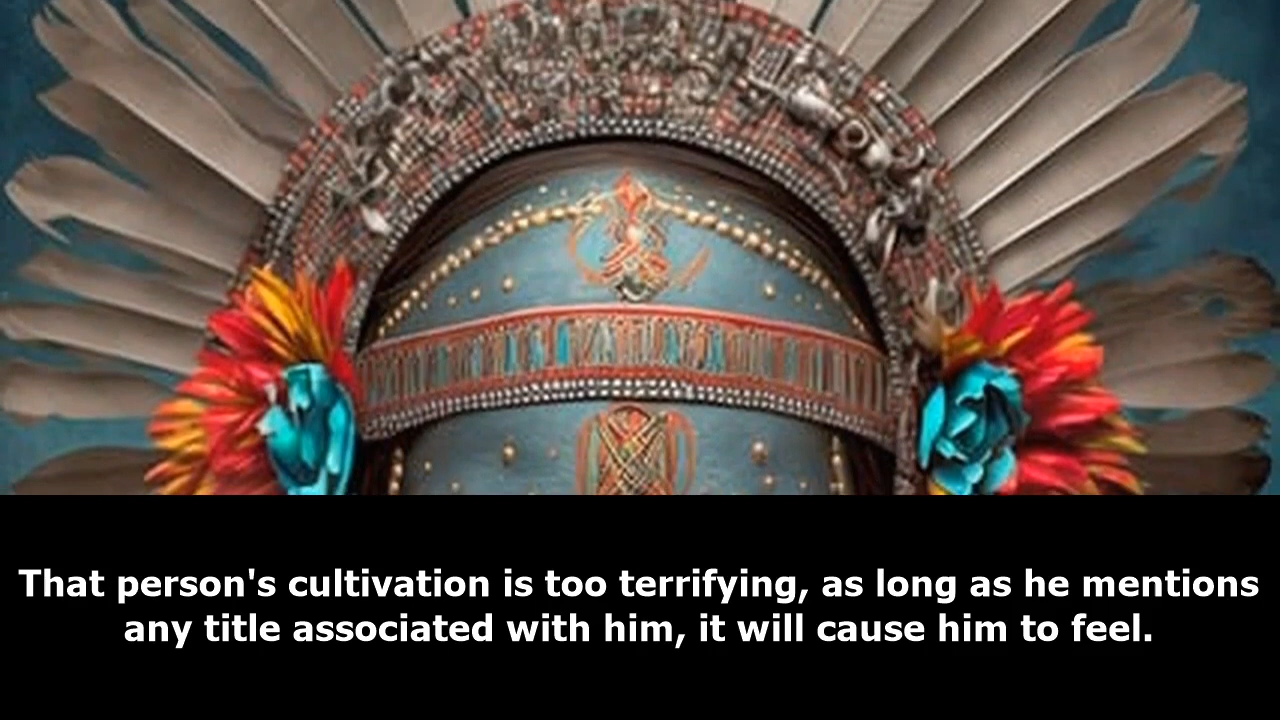 That person's cultivation is too terrifying, as long as he mentions
any title associated with him, it will cause him to feel.